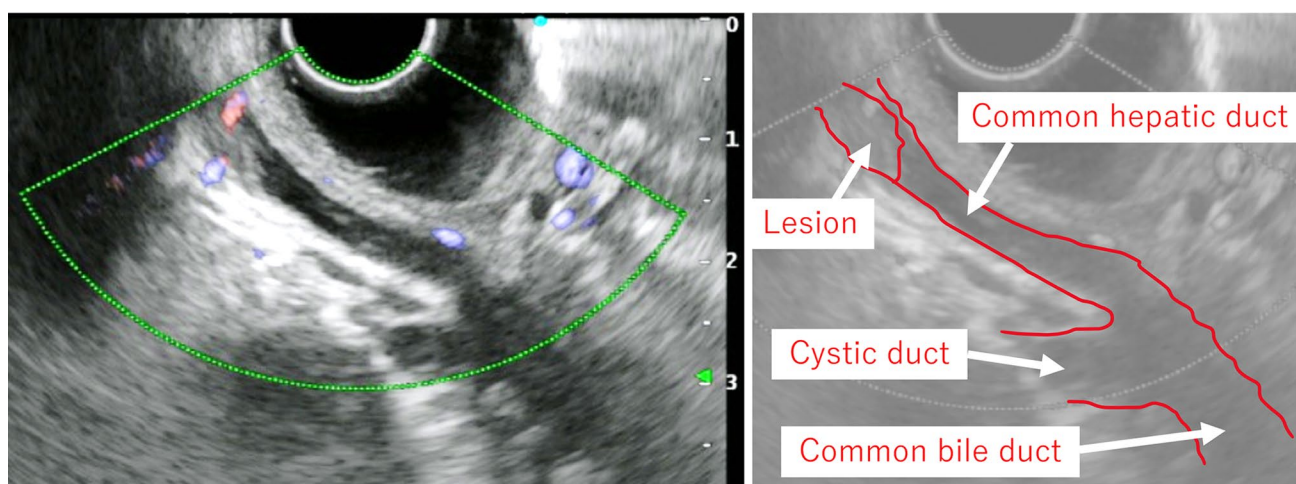 0
1
2
3
Common hepatic duct
Lesion
Cystic duct
Common bile duct